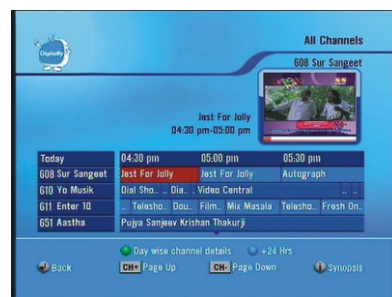 Digitally
All Channels
608 Sur Sangeet
Jest For Jolly
04:30 pm-05:00 pm
Today 04:30 pm 05:00 pm 05:30 pm
608 Sur Sangeet Jest For Jolly Jest For Jolly Autograph
610 Yo Musik Dial Sho.. .. Dia.. Video Central .. ..
611 Enter 10 .. Telesho.. Dou.. Film.. Mix Masala Telesho.. Fresh On..
651 Aastha Pujya Sanjeev Krishan Thakurji
Day wise channel details +24 Hrs
Back CH+ Page Up CH- Page Down Synopsis